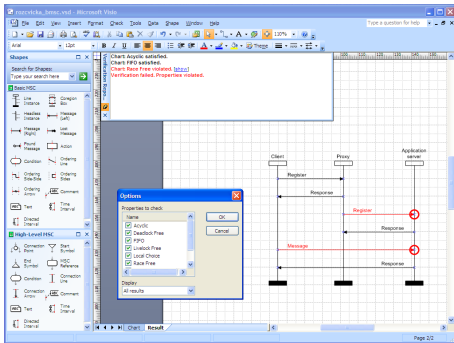 rozcvicka_bmsc.vsd - Microsoft Visio
File Edit View Insert Format Check Tools Data Shape Window Help
Type a question for help
110%
Arial 12pt B I U Theme
Shapes
Search for Shapes:
Type your search here
Basic MSC
Line Instance
Coregion Box
Headless Instance
Message (Left)
Message (Right)
Lost Message
Found Message
Action
Condition
Ordering Line
Ordering Side-Side
Ordered Sides
Ordering Arrow
Comment
Text
Time Interval
Directed Interval
High-Level MSC
Connection Point
Start Symbol
End Symbol
MSC Reference
Condition
Connection Line
Connection Arrow
Comment
Text
Time Interval
Directed Interval
Chart: Acyclic satisfied.
Chart: FIFO satisfied.
Chart: Race Free violated. [show]
Verification failed, Properties violated.
Client
Proxy
Application server
Register
Response
Register
Response
Message
Response
Options
Properties to check:
Name
Acyclic
Deadlock Free
FIFO
Livelock Free
Local Choice
Race Free
OK
Cancel
Display:
All results
Chart Result
Page 2/2